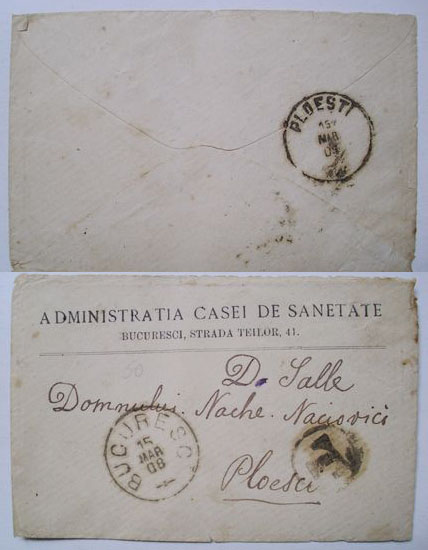 PLOESTI
15
MAR
ADMINISTRATIA CASEI DE SANETATE
BUCURESCI, STRADA TEILOR, 41.
50
D. Salle
Domnului. Nache. Naciovici
BUCURESCI
15
MAR
08
T
Ploesci